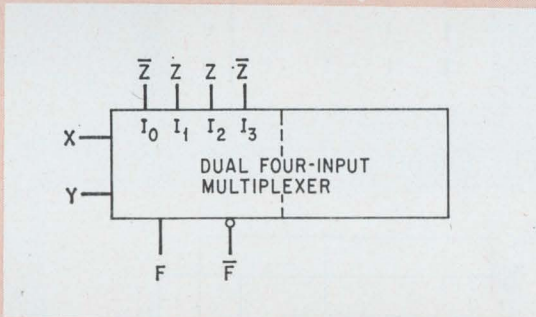 Z̅ Z Z Z̅
I₀ I₁ I₂ I₃
X
DUAL FOUR-INPUT
MULTIPLEXER
Y
F F̅